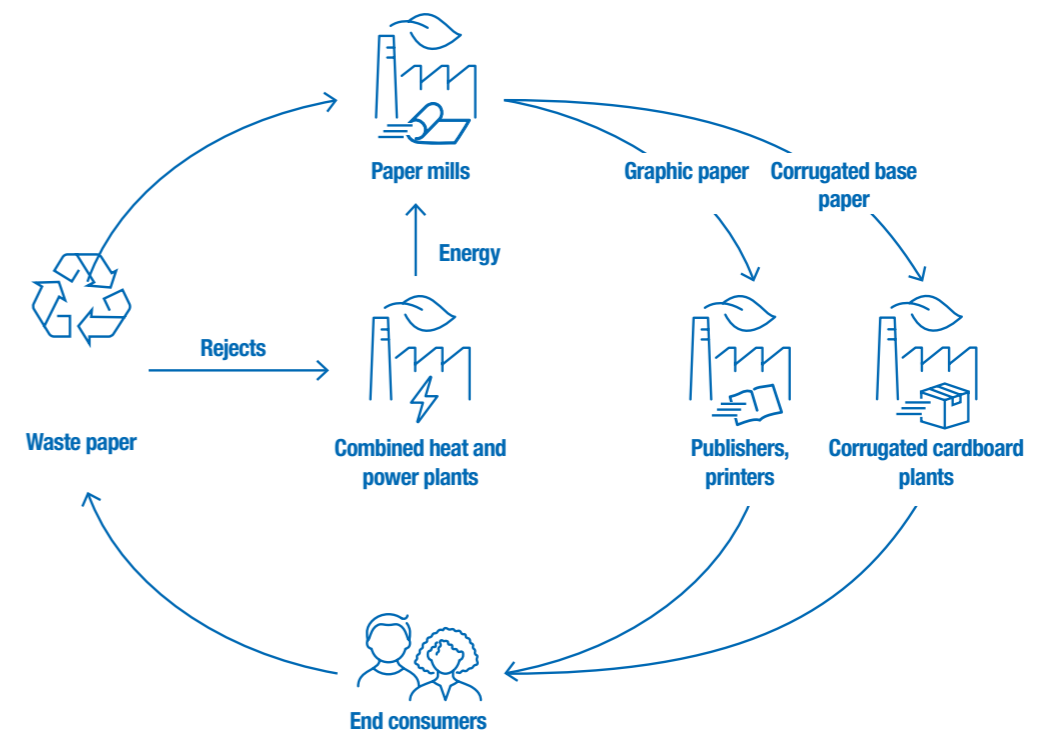 Paper mills
Graphic paper
Corrugated base
paper
Energy
Rejects
Waste paper
Combined heat and
power plants
Publishers,
printers
Corrugated cardboard
plants
End consumers